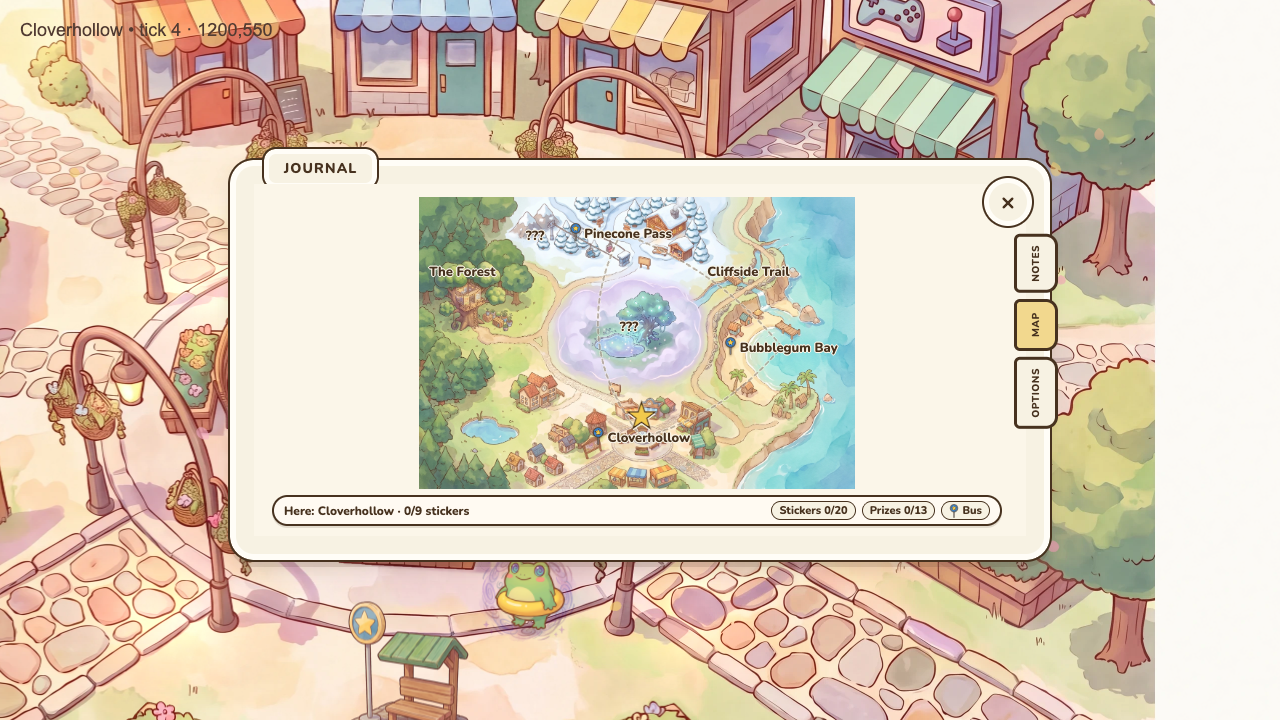 Cloverhollow • tick 4 · 1200,550
JOURNAL
×
NOTES
MAP
OPTIONS
???
Pinecone Pass
The Forest
Cliffside Trail
???
Bubblegum Bay
Cloverhollow
Here: Cloverhollow · 0/9 stickers
Stickers 0/20
Prizes 0/13
Bus